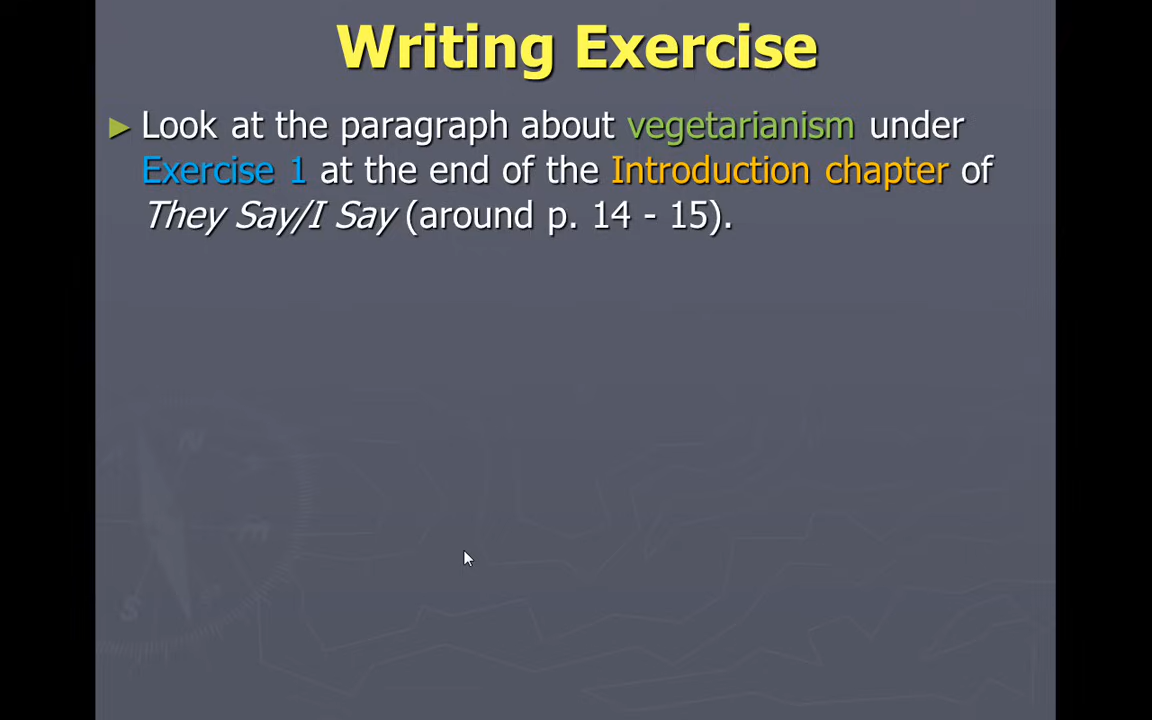 Writing Exercise
Look at the paragraph about vegetarianism under
Exercise 1 at the end of the Introduction chapter of
They Say/I Say (around p. 14 - 15).
N
S